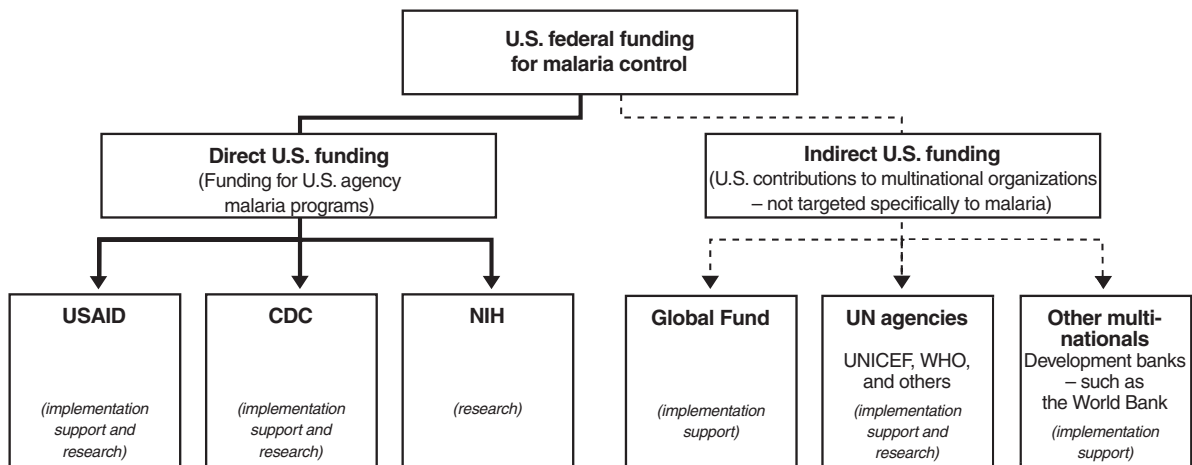 U.S. federal funding
for malaria control
Direct U.S. funding
(Funding for U.S. agency
malaria programs)
Indirect U.S. funding
(U.S. contributions to multinational organizations
– not targeted specifically to malaria)
USAID
(implementation
support and
research)
CDC
(implementation
support and
research)
NIH
(research)
Global Fund
(implementation
support)
UN agencies
UNICEF, WHO,
and others
(implementation
support and
research)
Other multi-
nationals
Development banks
– such as
the World Bank
(implementation
support)